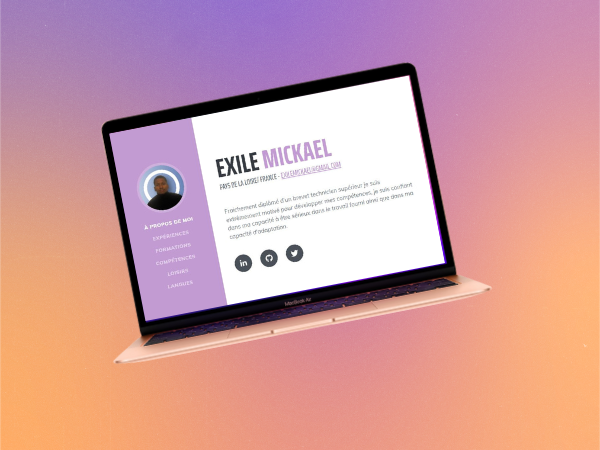 À PROPOS DE MOI
EXPÉRIENCES
FORMATIONS
COMPÉTENCES
LOISIRS
LANGUES
EXILE MICKAEL
PAYS DE LA LOIRE/ FRANCE ·
Fraîchement diplômé d'un brevet technicien supérieur je suis
extrêmement motivé pour développer mes compétences, je suis confiant
dans ma capacité à être sérieux dans le travail fourni ainsi que dans ma
capacité d'adaptation.
in
MacBook Air